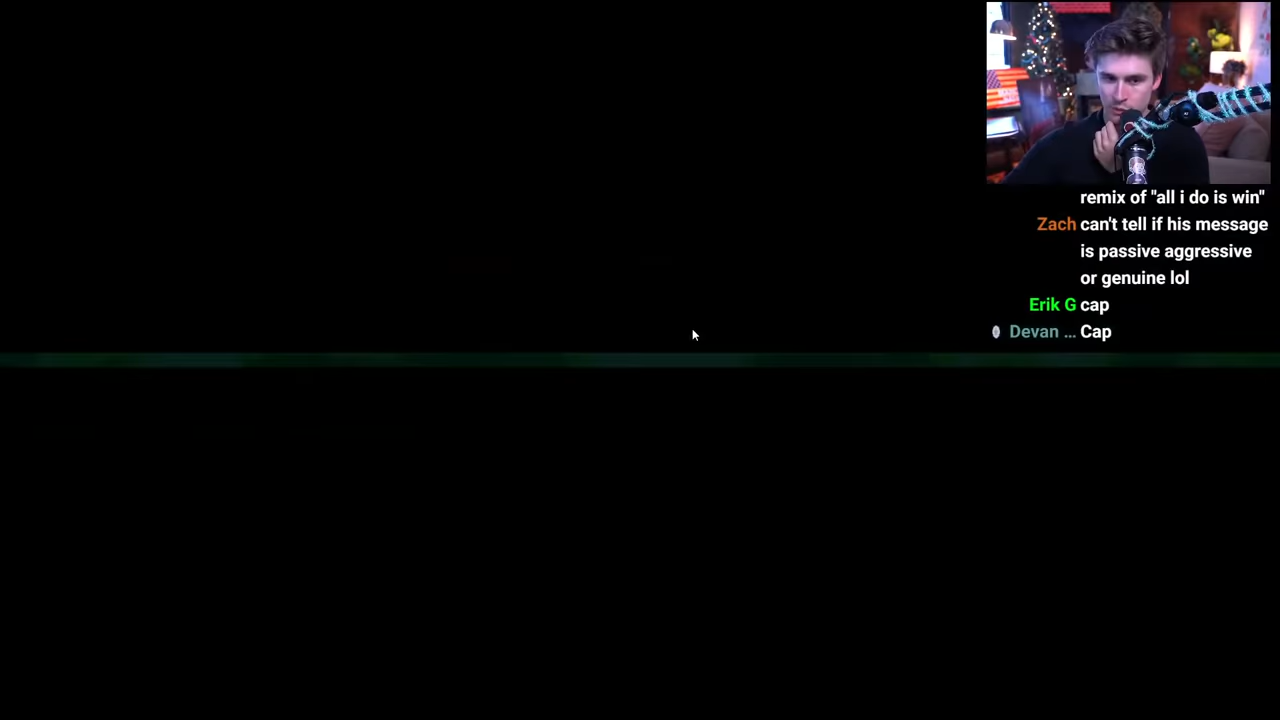 remix of "all i do is win"
Zach can't tell if his message
is passive aggressive
or genuine lol
Erik G cap
Devan ... Cap